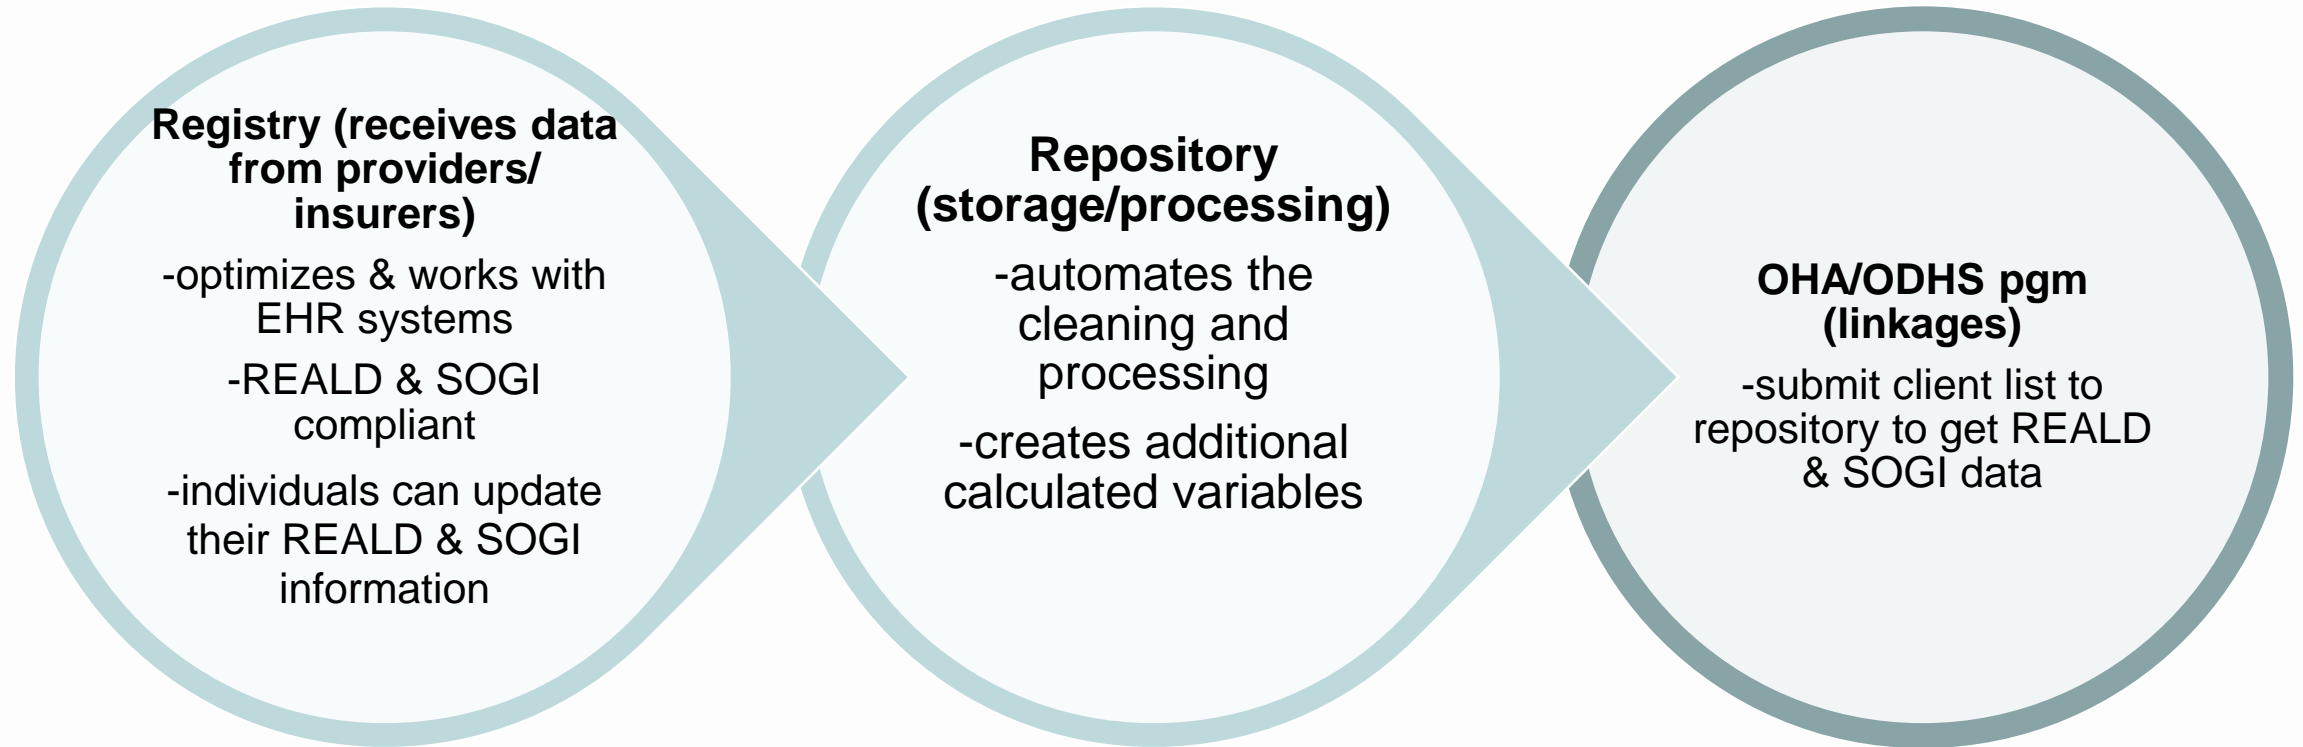 Registry (receives data
from providers/
insurers)
-optimizes & works with
EHR systems
-REALD & SOGI
compliant
-individuals can update
their REALD & SOGI
information
Repository
(storage/processing)
-automates the
cleaning and
processing
-creates additional
calculated variables
OHA/ODHS pgm
(linkages)
-submit client list to
repository to get REALD
& SOGI data